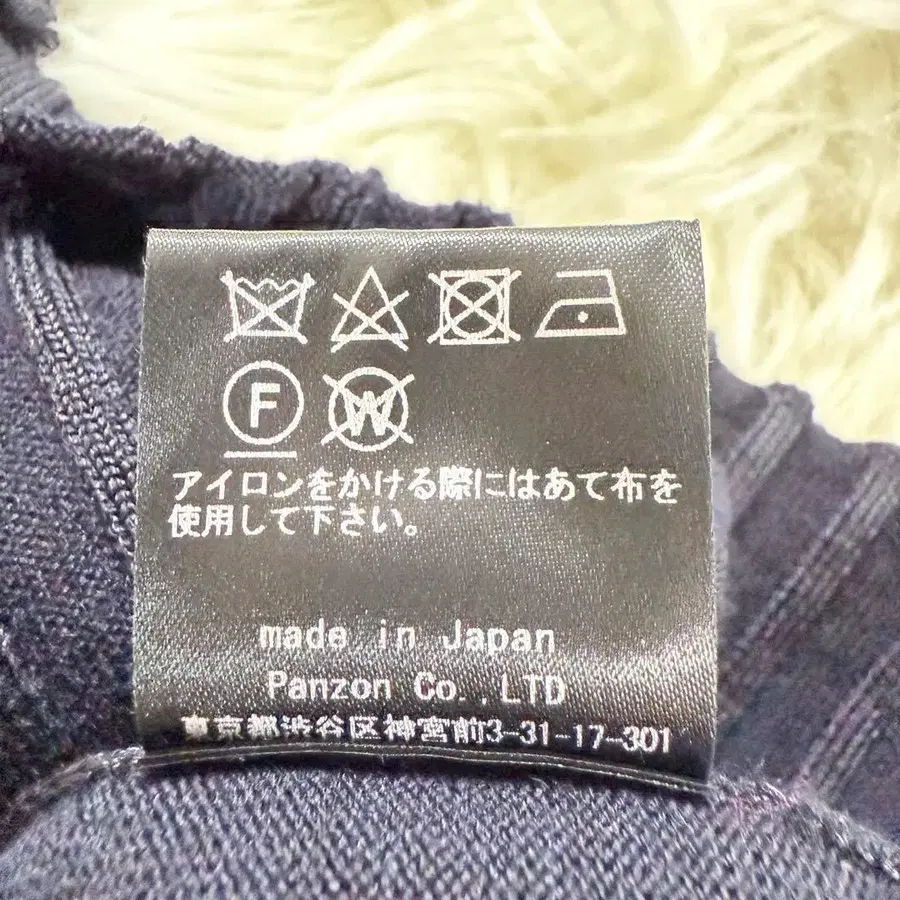 F W
アイロンをかける際にはあて布を
使用して下さい。
made in Japan
Panzon Co.,LTD
東京都渋谷区神宮前3-31-17-301